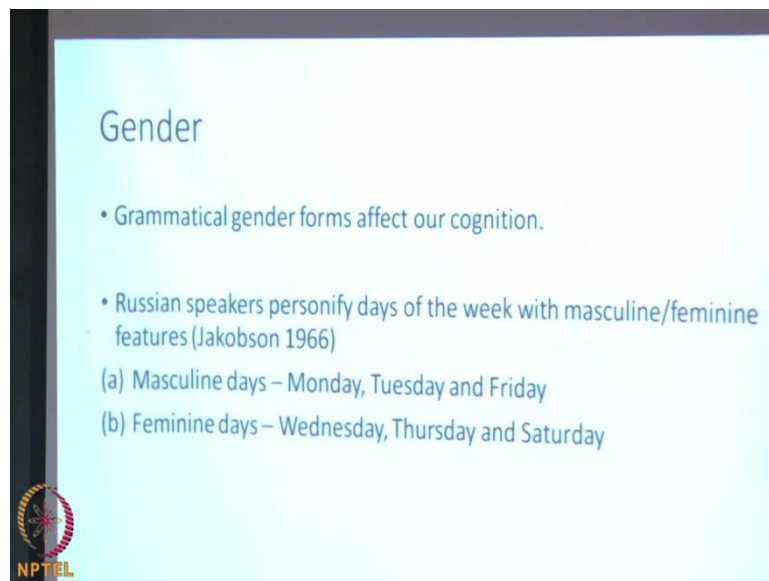 Gender
• Grammatical gender forms affect our cognition.
• Russian speakers personify days of the week with masculine/feminine
features (Jakobson 1966)
(a) Masculine days – Monday, Tuesday and Friday
(b) Feminine days – Wednesday, Thursday and Saturday
NPTEL